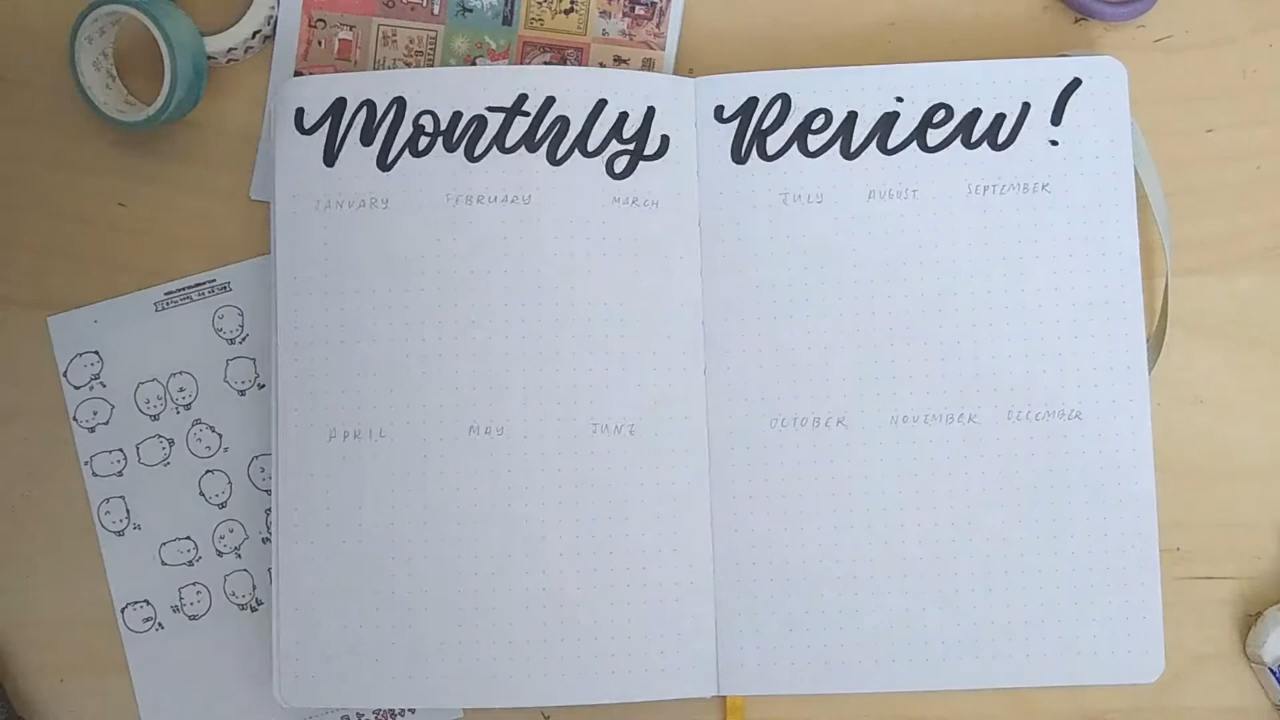 Monthly Review!
JANUARY FEBRUARY MARCH
APRIL MAY JUNE
JULY AUGUST SEPTEMBER
OCTOBER NOVEMBER DECEMBER